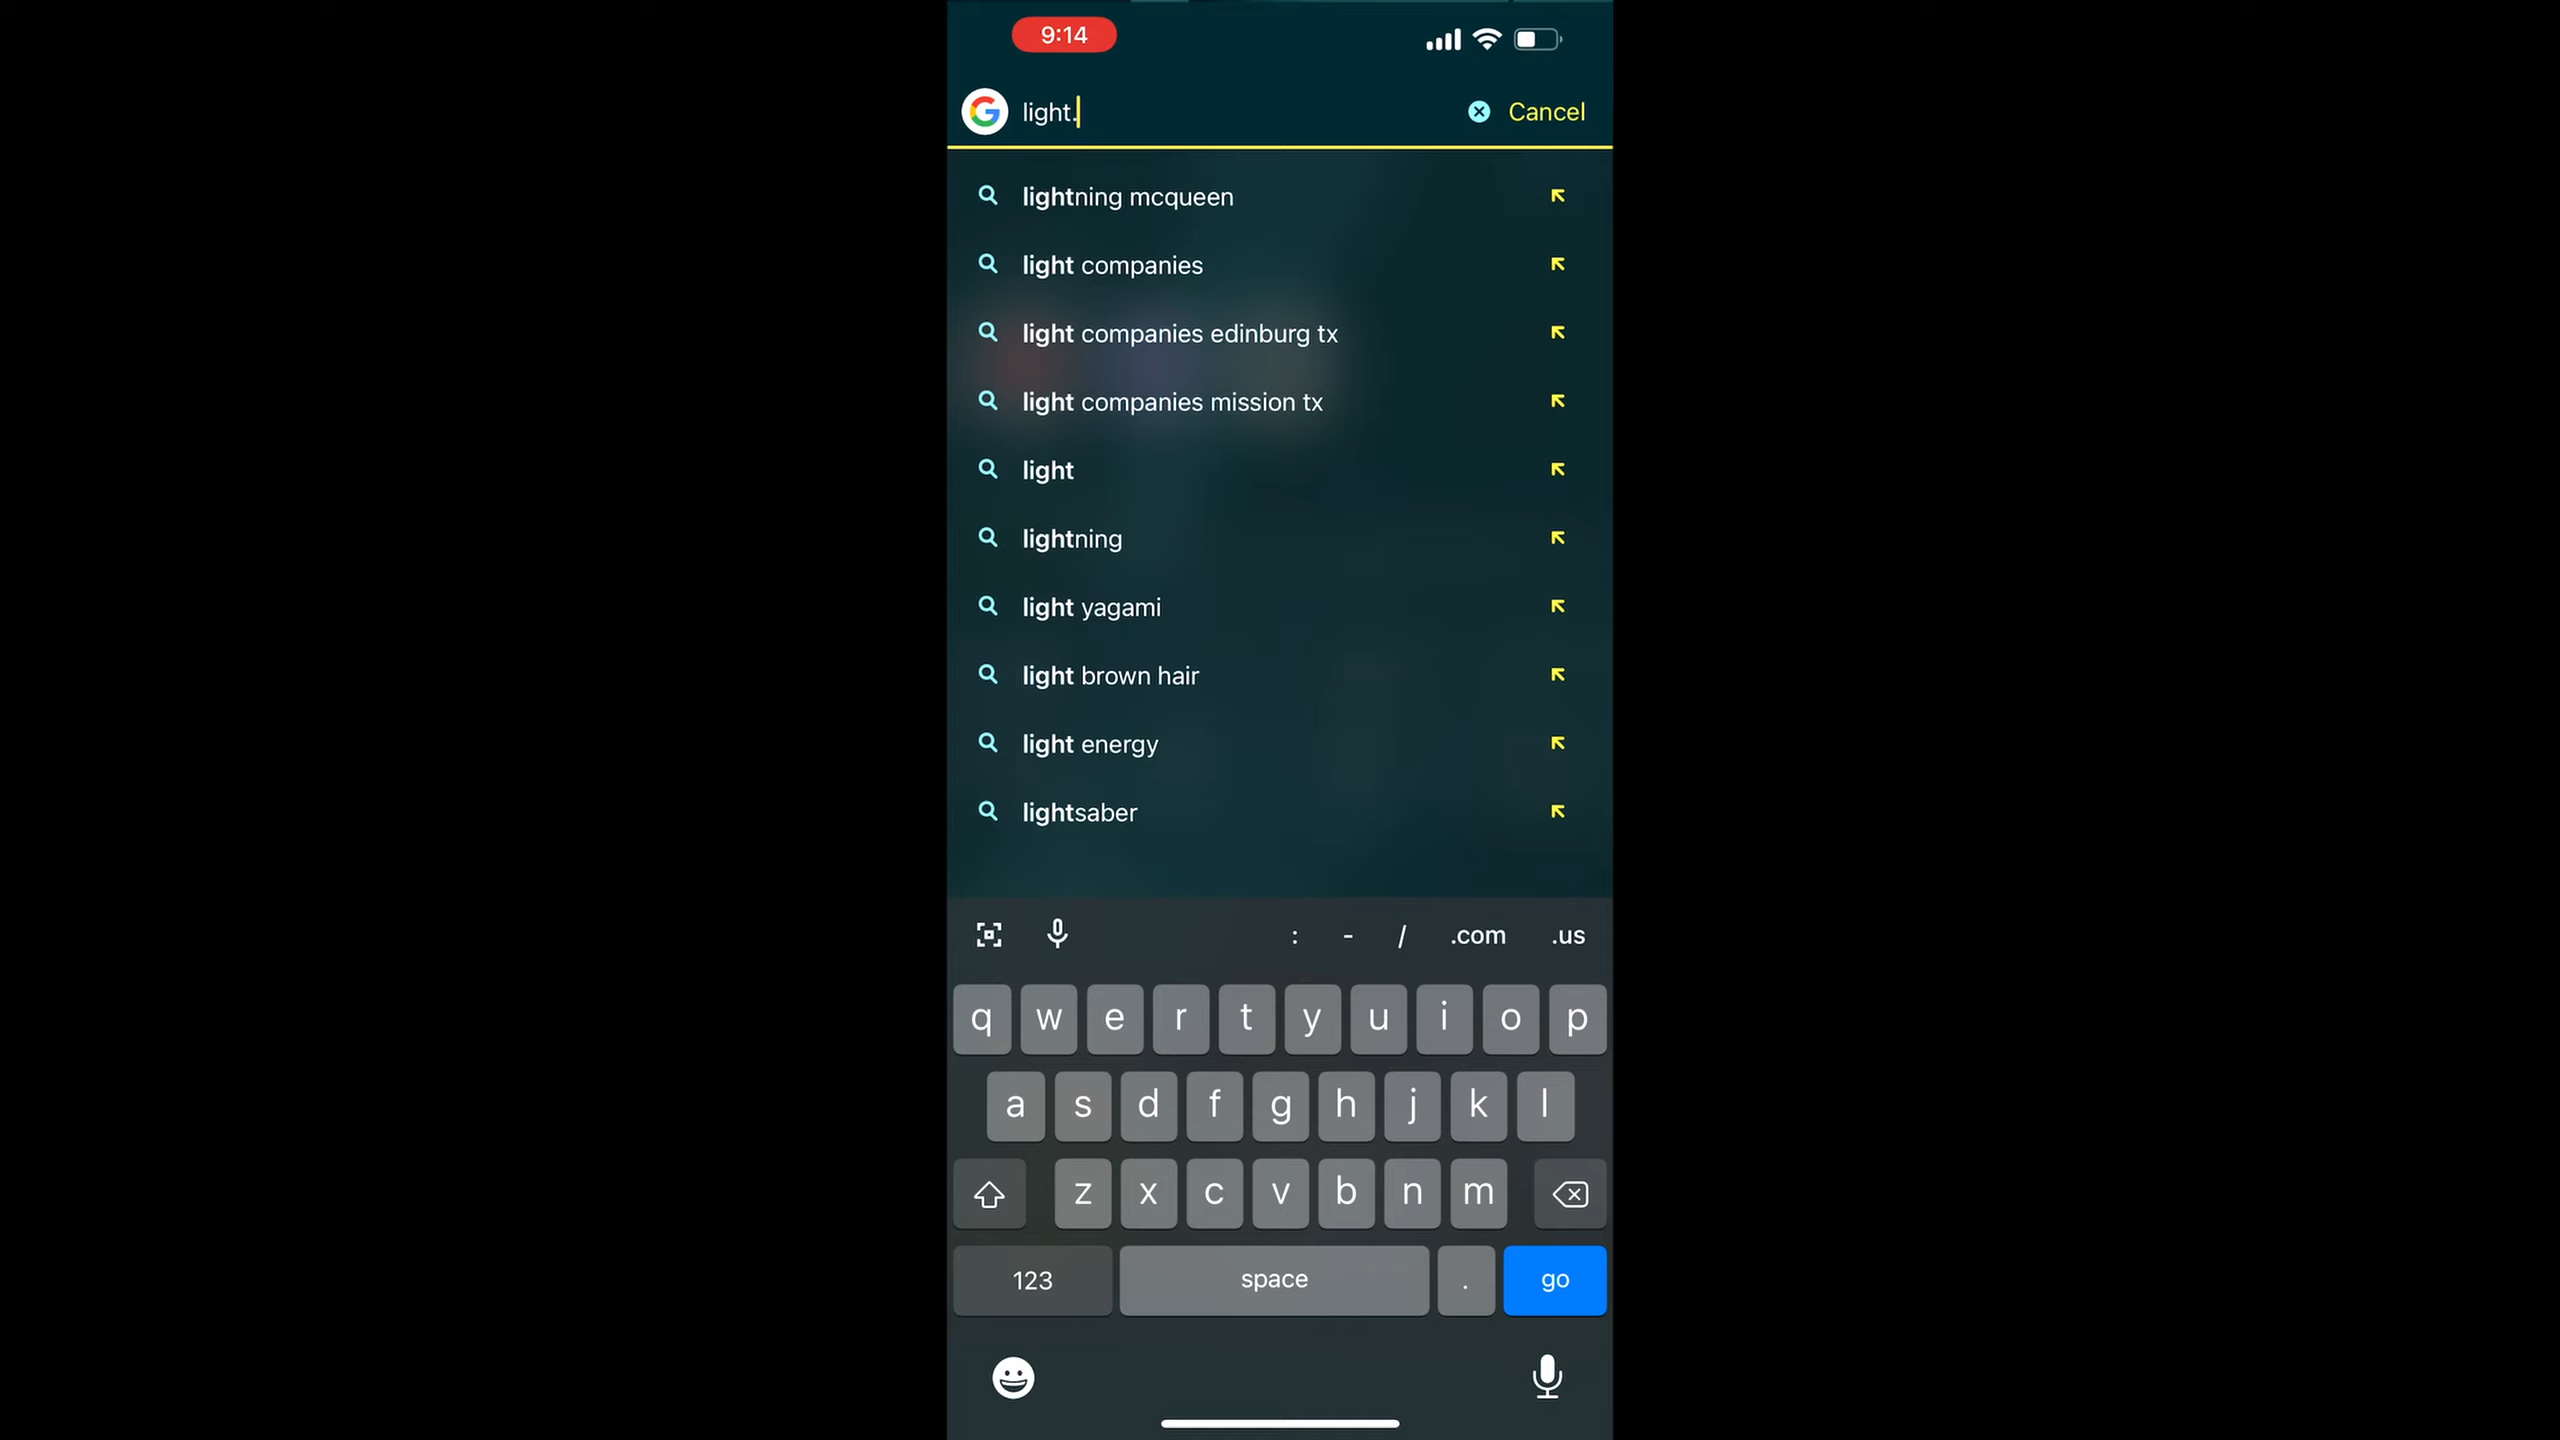 9:14
light.
Cancel
lightning mcqueen
light companies
light companies edinburg tx
light companies mission tx
light
lightning
light yagami
light brown hair
light energy
lightsaber
: - / .com .us
q w e r t y u i o p
a s d f g h j k l
z x c v b n m
123 space . go